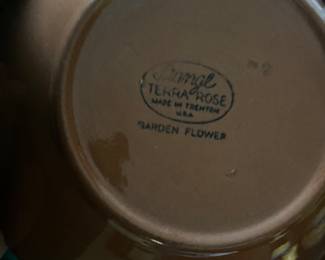 Stangl
TERRA ROSE
MADE IN TRENTON
U.S.A
GARDEN FLOWER